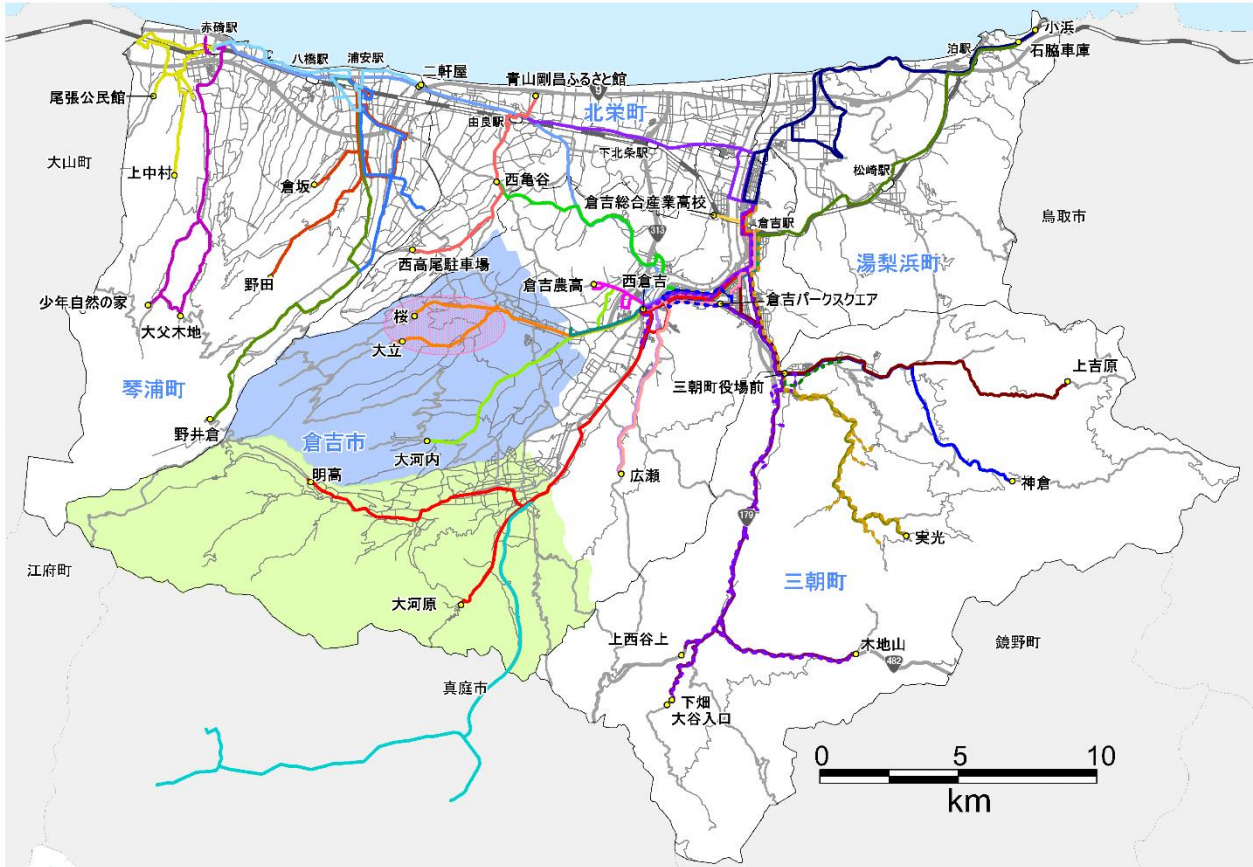 小浜
赤碕駅
泊駅
石脇車庫
八橋駅
浦安駅
二軒屋
青山剛昌ふるさと館
9
尾張公民館
北栄町
由良駅
下北条駅
大山町
上中村
倉坂
西亀谷
松崎駅
倉吉総合産業高校
倉吉駅
鳥取市
313
西高尾駐車場
湯梨浜町
野田
倉吉農高
西倉吉
少年自然の家
大父木地
倉吉パークスクエア
桜
大立
上吉原
三朝町役場前
琴浦町
野井倉
倉吉市
大河内
明高
広瀬
神倉
179
実光
江府町
三朝町
大河原
上西谷上
木地山
鏡野町
482
真庭市
下畑
大谷入口
0 5 10
km